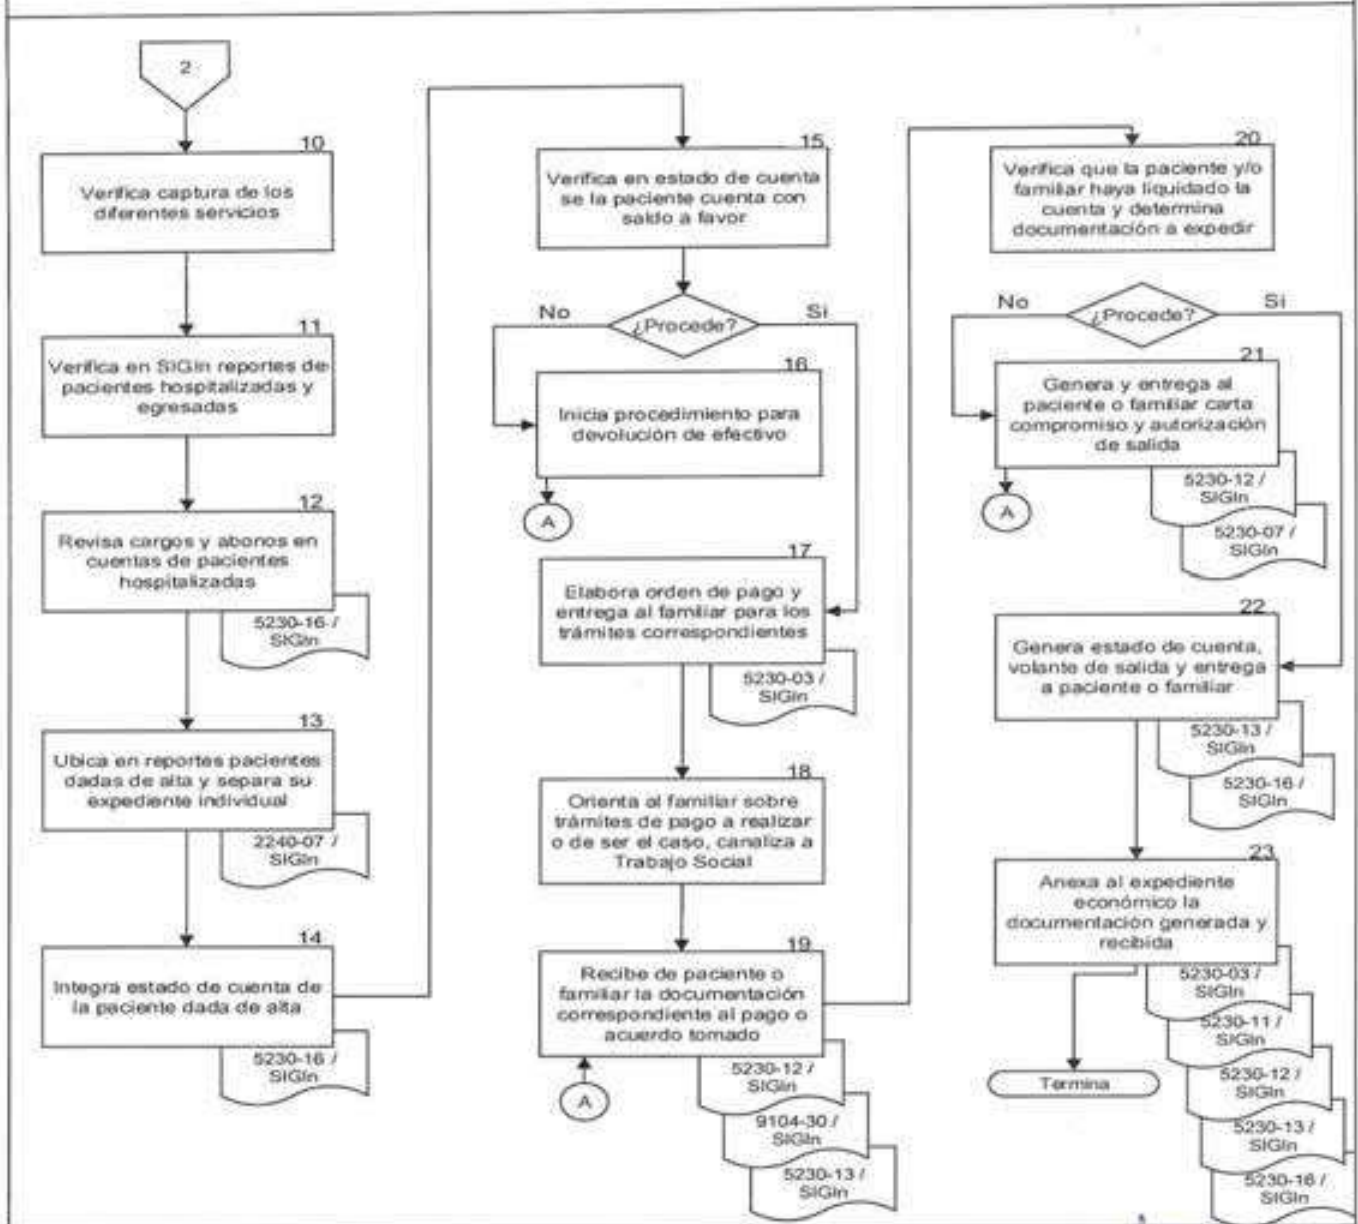 2
10
Verifica captura de los
diferentes servicios
11
Verifica en SIGIn reportes de
pacientes hospitalizadas y
egresadas
12
Revisa cargos y abonos en
cuentas de pacientes
hospitalizadas
5230-16 /
SIGIn
13
Ubica en reportes pacientes
dadas de alta y separa su
expediente individual
2240-07 /
SIGIn
14
Integra estado de cuenta de
la paciente dada de alta
5230-16 /
SIGIn
15
Verifica en estado de cuenta
se la paciente cuenta con
saldo a favor
No
¿Procede?
Si
16
Inicia procedimiento para
devolución de efectivo
A
17
Elabora orden de pago y
entrega al familiar para los
trámites correspondientes
5230-03 /
SIGIn
18
Orienta al familiar sobre
trámites de pago a realizar
o de ser el caso, canaliza a
Trabajo Social
19
Recibe de paciente o
familiar la documentación
correspondiente al pago o
acuerdo tomado
5230-12 /
SIGIn
9104-30 /
SIGIn
5230-13 /
SIGIn
A
20
Verifica que la paciente y/o
familiar haya liquidado la
cuenta y determina
documentación a expedir
No
¿Procede?
Si
21
Genera y entrega al
paciente o familiar carta
compromiso y autorización
de salida
5230-12 /
SIGIn
5230-07 /
SIGIn
A
22
Genera estado de cuenta,
volante de salida y entrega
a paciente o familiar
5230-13 /
SIGIn
5230-16 /
SIGIn
23
Anexa al expediente
económico la
documentación generada y
recibida
5230-03 /
SIGIn
5230-11 /
SIGIn
5230-12 /
SIGIn
5230-13 /
SIGIn
5230-16 /
SIGIn
Termina